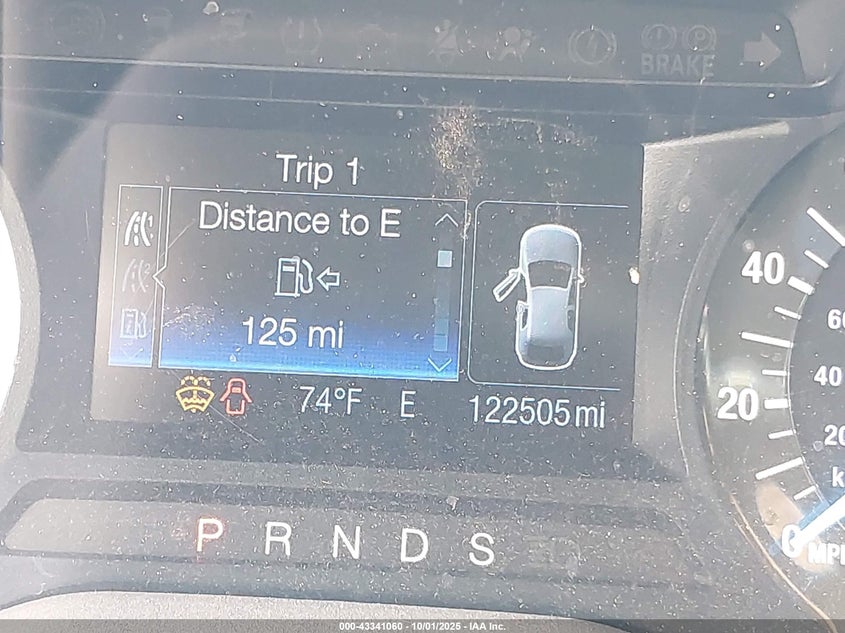 BRAKE
Trip 1
Distance to E
125 mi
74°F E 122505 mi
P R N D S
40
20
0 MPH
60
40
20
000-43341060 - 10/01/2025 - IAA Inc.